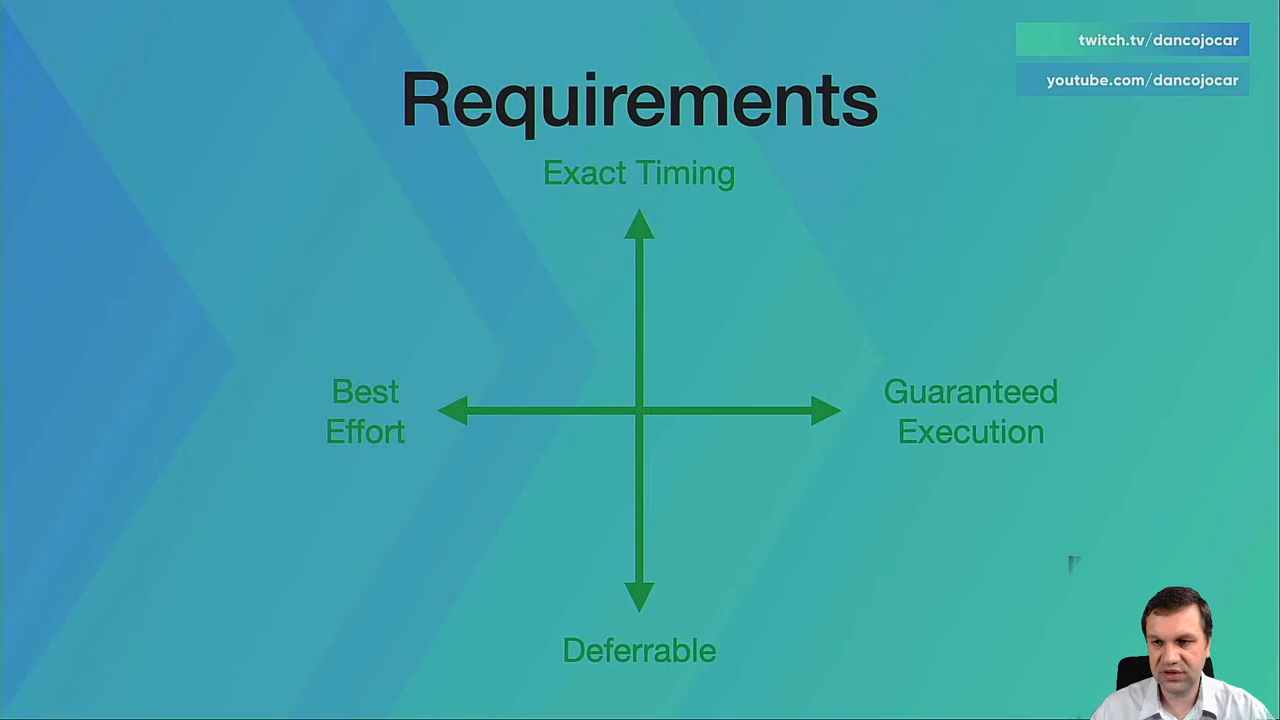 twitch.tv/dancojocar
youtube.com/dancojocar
Requirements
Exact Timing
Best
Effort
Guaranteed
Execution
Deferrable